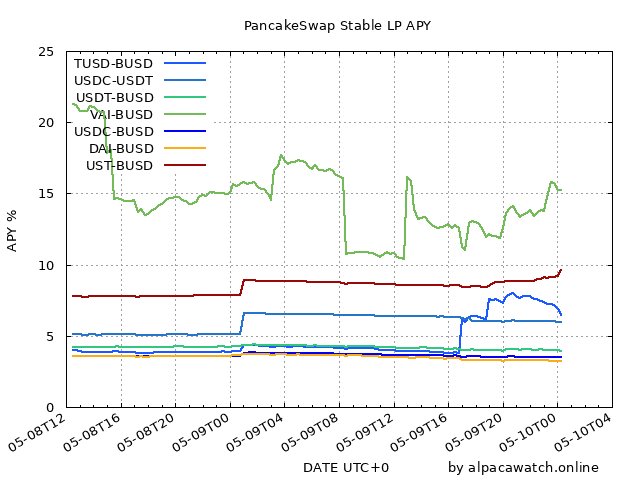 PancakeSwap Stable LP APY
25
20
15
10
5
0
APY %
TUSD-BUSD
USDC-USDT
USDT-BUSD
VAI-BUSD
USDC-BUSD
DAI-BUSD
UST-BUSD
05-08T12
05-08T16
05-08T20
05-09T00
05-09T04
05-09T08
05-09T12
05-09T16
05-09T20
05-10T00
05-10T04
DATE UTC+0
by alpacawatch.online